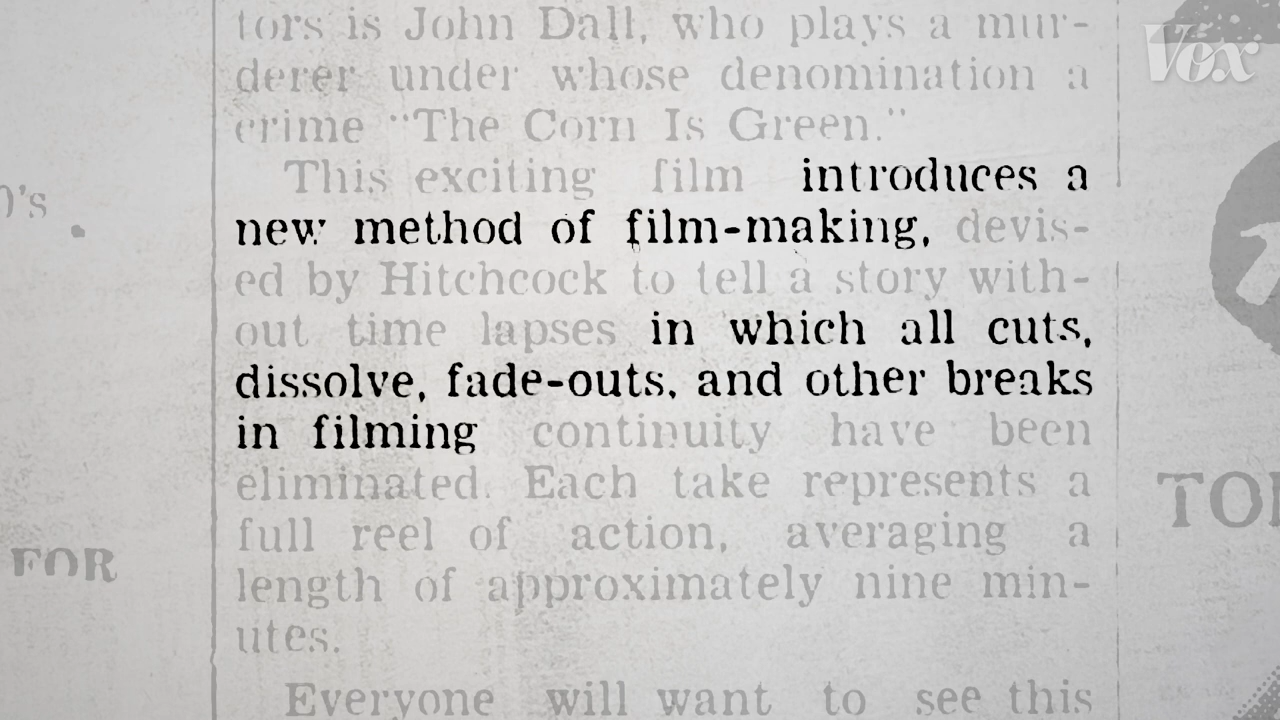 Vox
tors is John Dall, who plays a mur-
derer under whose denomination a
crime "The Corn Is Green."
This exciting film introduces a
new method of film-making, devis-
ed by Hitchcock to tell a story with-
out time lapses in which all cuts,
dissolve, fade-outs, and other breaks
in filming continuity have been
eliminated. Each take represents a
full reel of action, averaging a
length of approximately nine min-
utes.
Everyone will want to see this
)'s
FOR